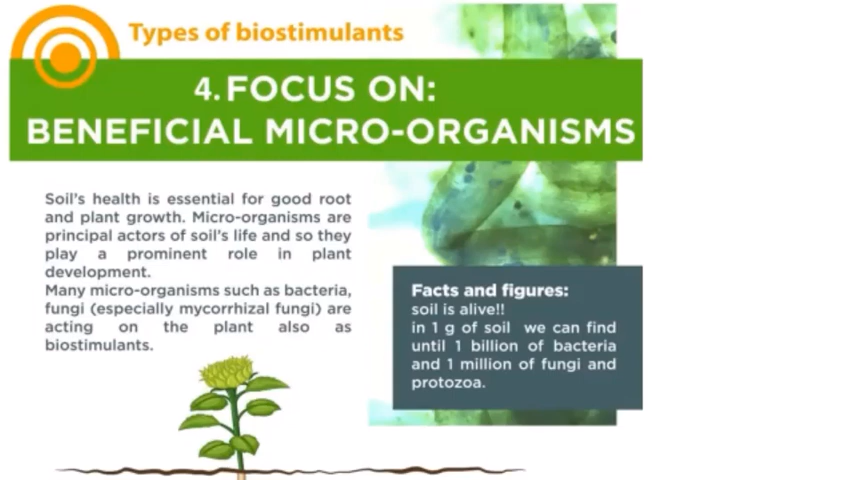 Types of biostimulants
4. FOCUS ON:
BENEFICIAL MICRO-ORGANISMS
Soil's health is essential for good root
and plant growth. Micro-organisms are
principal actors of soil's life and so they
play a prominent role in plant
development.
Many micro-organisms such as bacteria,
fungi (especially mycorrhizal fungi) are
acting on the plant also as
biostimulants.
Facts and figures:
soil is alive!!
in 1 g of soil we can find
until 1 billion of bacteria
and 1 million of fungi and
protozoa.